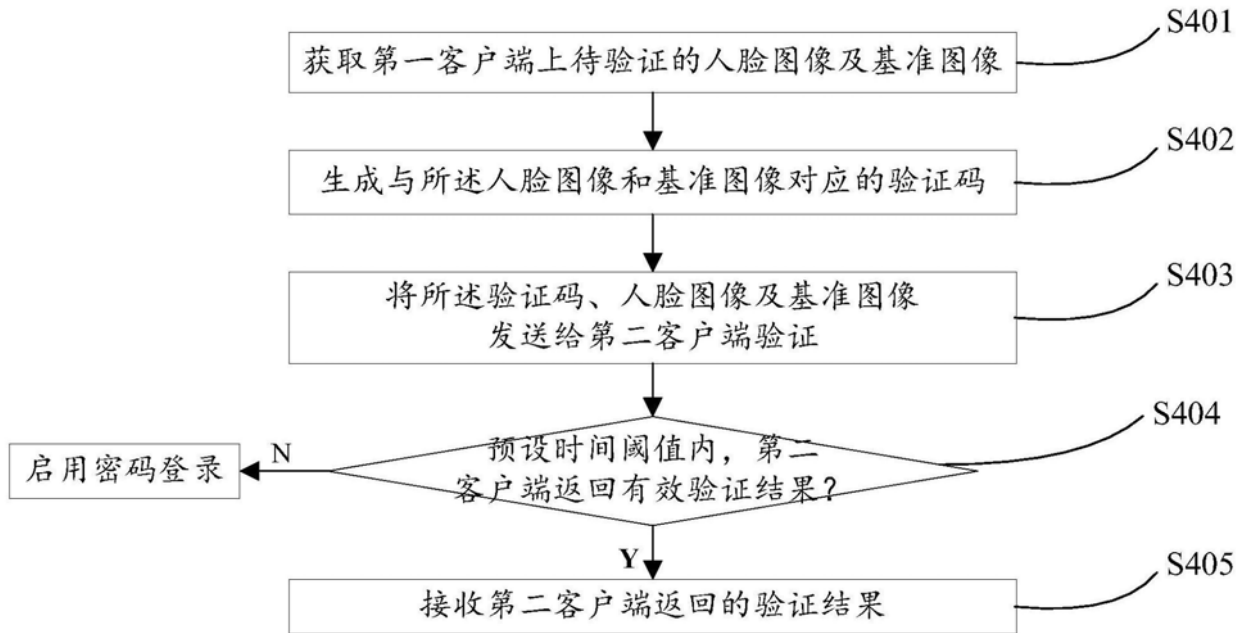 S401
获取第一客户端上待验证的人脸图像及基准图像
S402
生成与所述人脸图像和基准图像对应的验证码
S403
将所述验证码、人脸图像及基准图像
发送给第二客户端验证
S404
预设时间阈值内，第二
客户端返回有效验证结果？
N
启用密码登录
Y
S405
接收第二客户端返回的验证结果